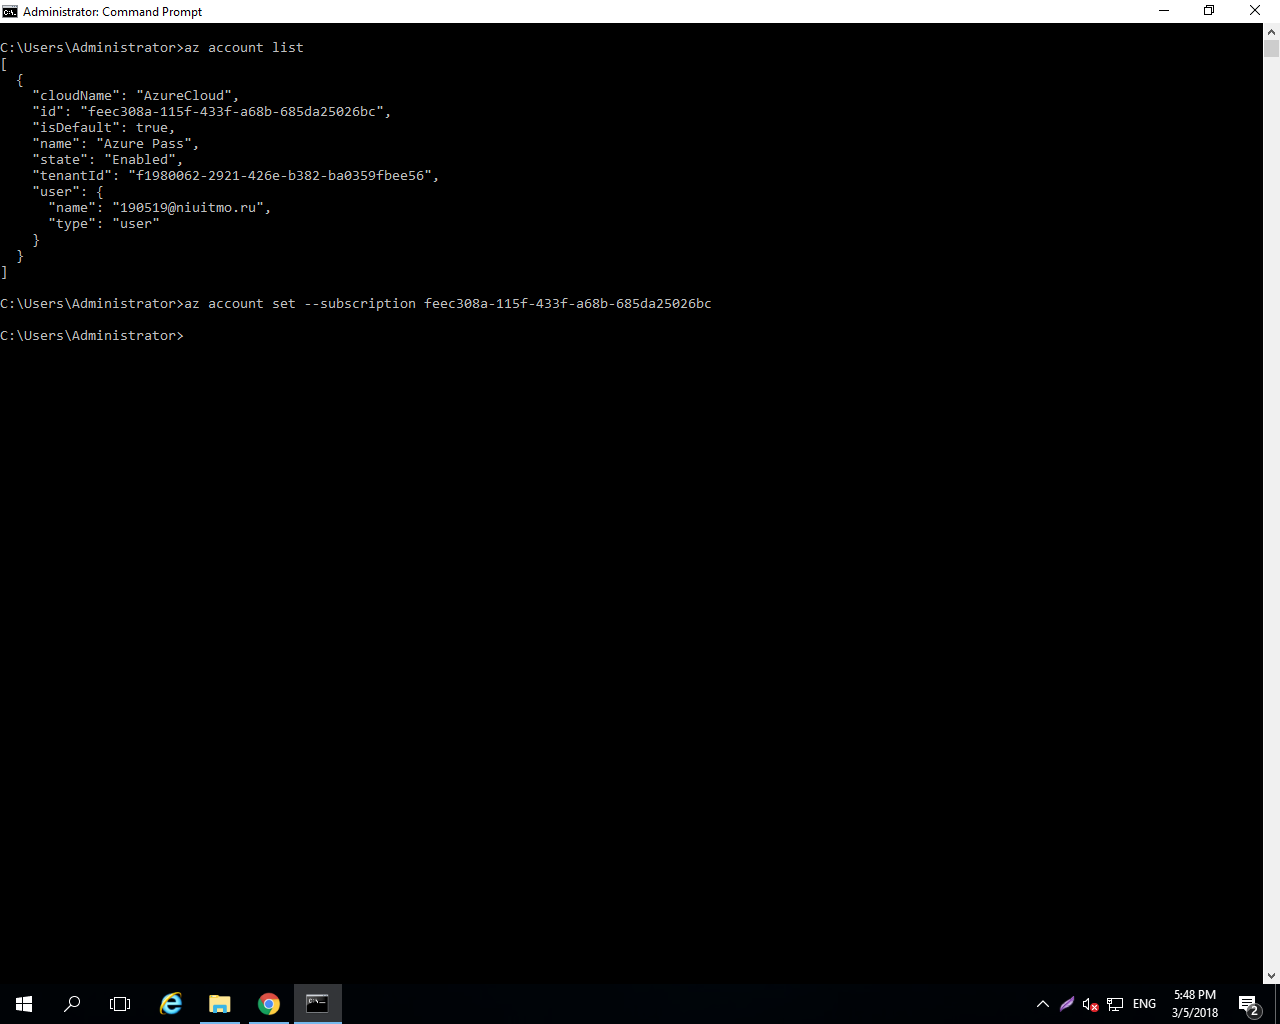 Administrator: Command Prompt
C:\Users\Administrator>az account list
[
  {
    "cloudName": "AzureCloud",
    "id": "feec308a-115f-433f-a68b-685da25026bc",
    "isDefault": true,
    "name": "Azure Pass",
    "state": "Enabled",
    "tenantId": "f1980062-2921-426e-b382-ba0359fbee56",
    "user": {
      "name": "190519@niuitmo.ru",
      "type": "user"
    }
  }
]
C:\Users\Administrator>az account set --subscription feec308a-115f-433f-a68b-685da25026bc
C:\Users\Administrator>
ENG
5:48 PM
3/5/2018
2